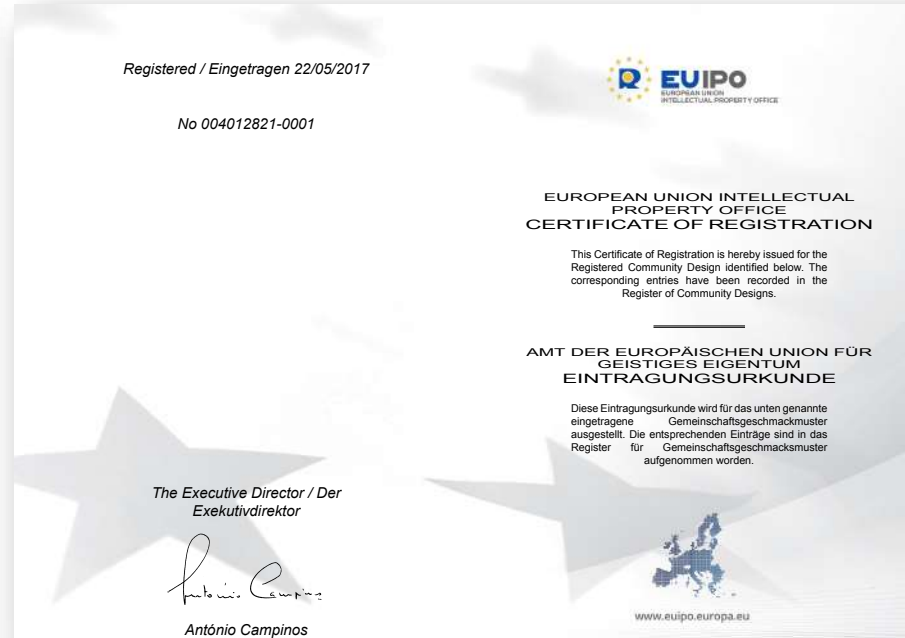 Registered / Eingetragen 22/05/2017
No 004012821-0001
The Executive Director / Der
Exekutivdirektor
António Campinos
António Campinos
EUIPO
EUROPEAN UNION
INTELLECTUAL PROPERTY OFFICE
EUROPEAN UNION INTELLECTUAL
PROPERTY OFFICE
CERTIFICATE OF REGISTRATION
This Certificate of Registration is hereby issued for the
Registered Community Design identified below. The
corresponding entries have been recorded in the
Register of Community Designs.
AMT DER EUROPÄISCHEN UNION FÜR
GEISTIGES EIGENTUM
EINTRAGUNGSURKUNDE
Diese Eintragungsurkunde wird für das unten genannte
eingetragene Gemeinschaftsgeschmackmuster
ausgestellt. Die entsprechenden Einträge sind in das
Register für Gemeinschaftsgeschmacksmuster
aufgenommen worden.
www.euipo.europa.eu